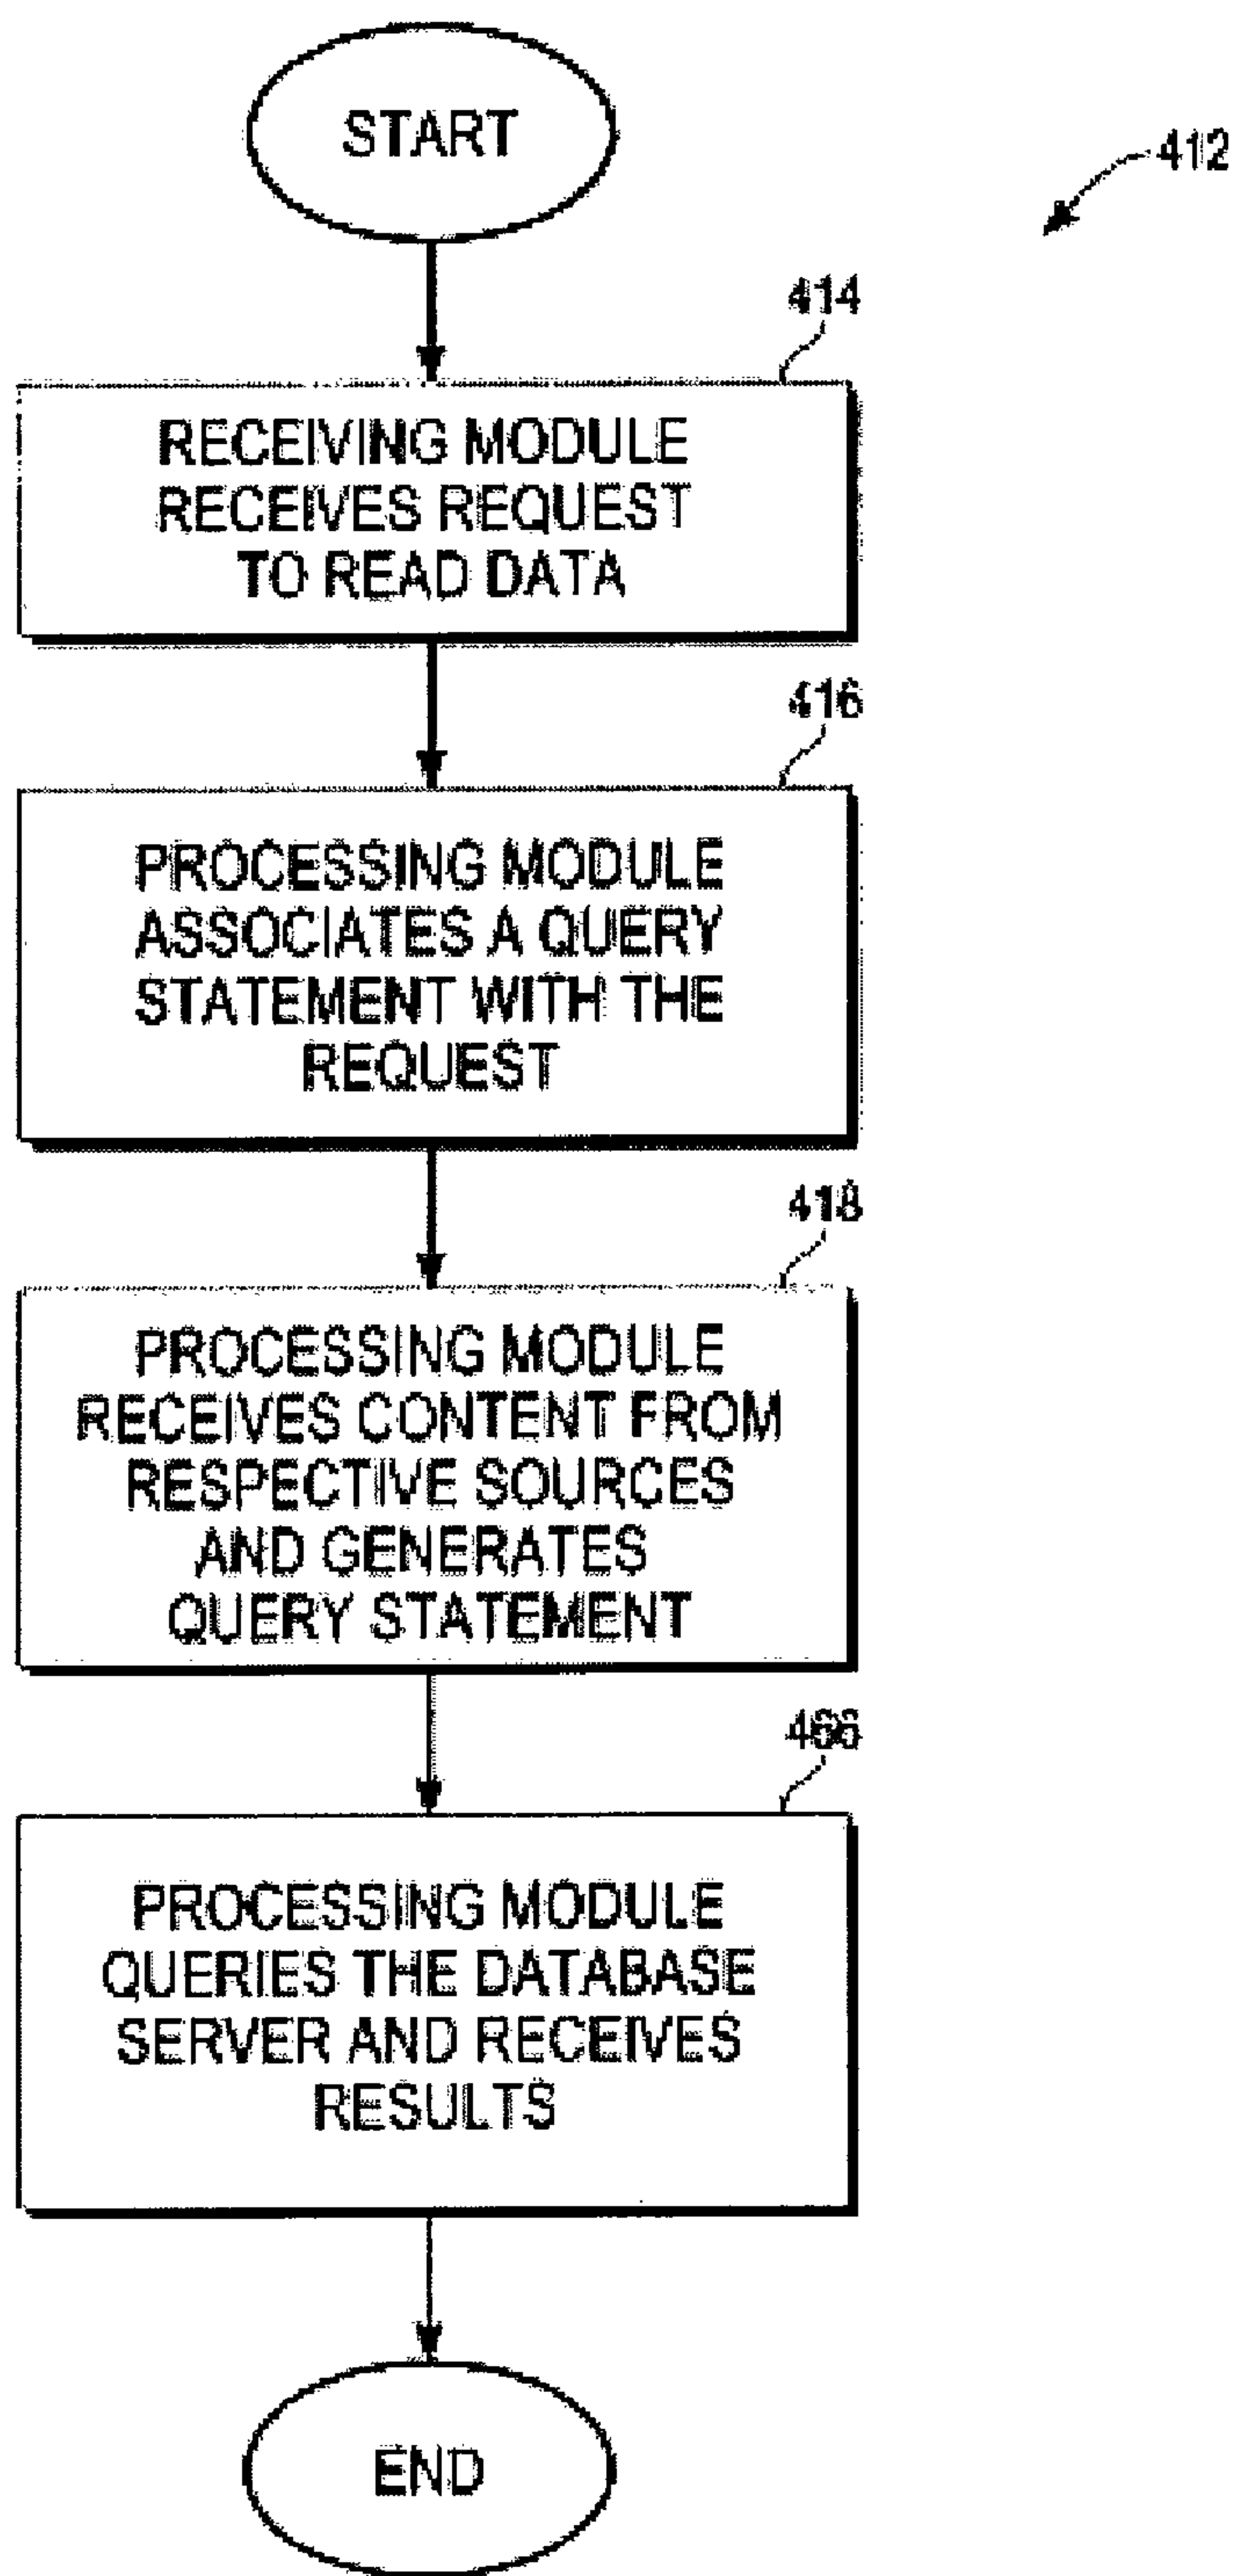 START
412
414
RECEIVING MODULE
RECEIVES REQUEST
TO READ DATA
416
PROCESSING MODULE
ASSOCIATES A QUERY
STATEMENT WITH THE
REQUEST
418
PROCESSING MODULE
RECEIVES CONTENT FROM
RESPECTIVE SOURCES
AND GENERATES
QUERY STATEMENT
466
PROCESSING MODULE
QUERIES THE DATABASE
SERVER AND RECEIVES
RESULTS
END